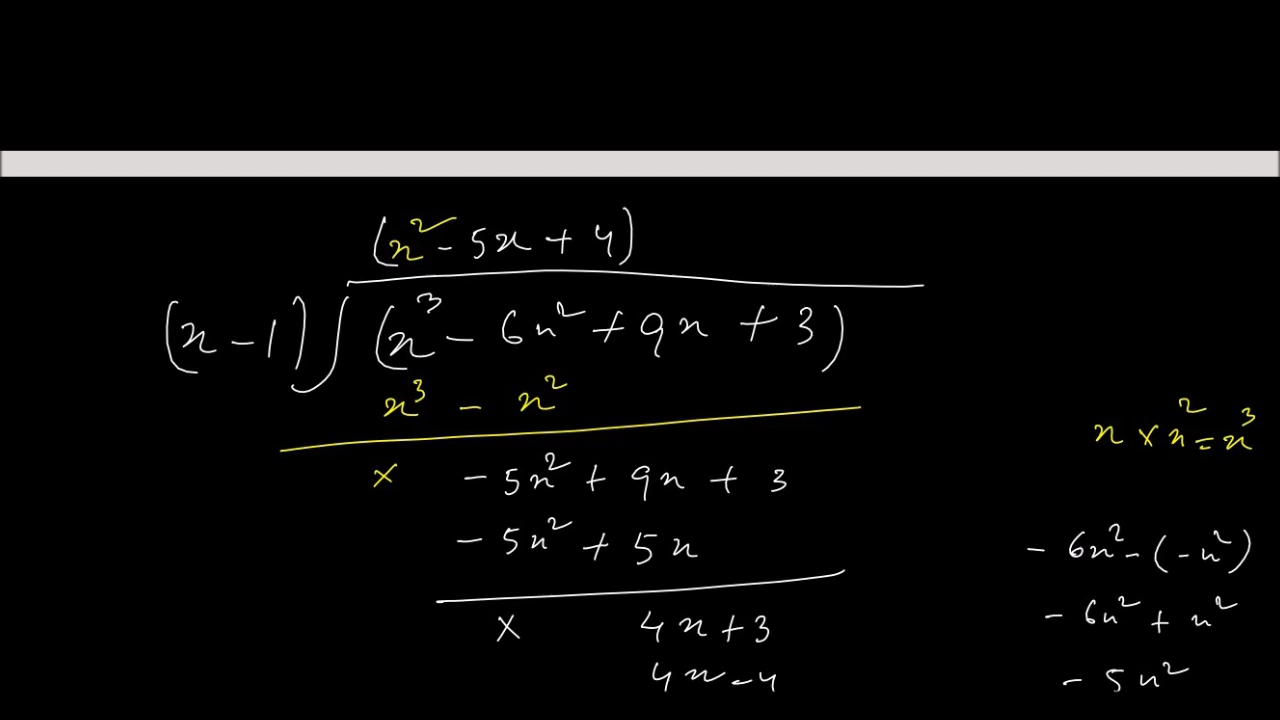 (x² - 5x + 4)
(x - 1) ∫ (x³ - 6x² + 9x + 3)
x³ - x²
x × x² = x³
× - 5x² + 9x + 3
- 5x² + 5x
- 6x² - (- x²)
× 4x + 3
- 6x² + x²
4x - 4
- 5x²